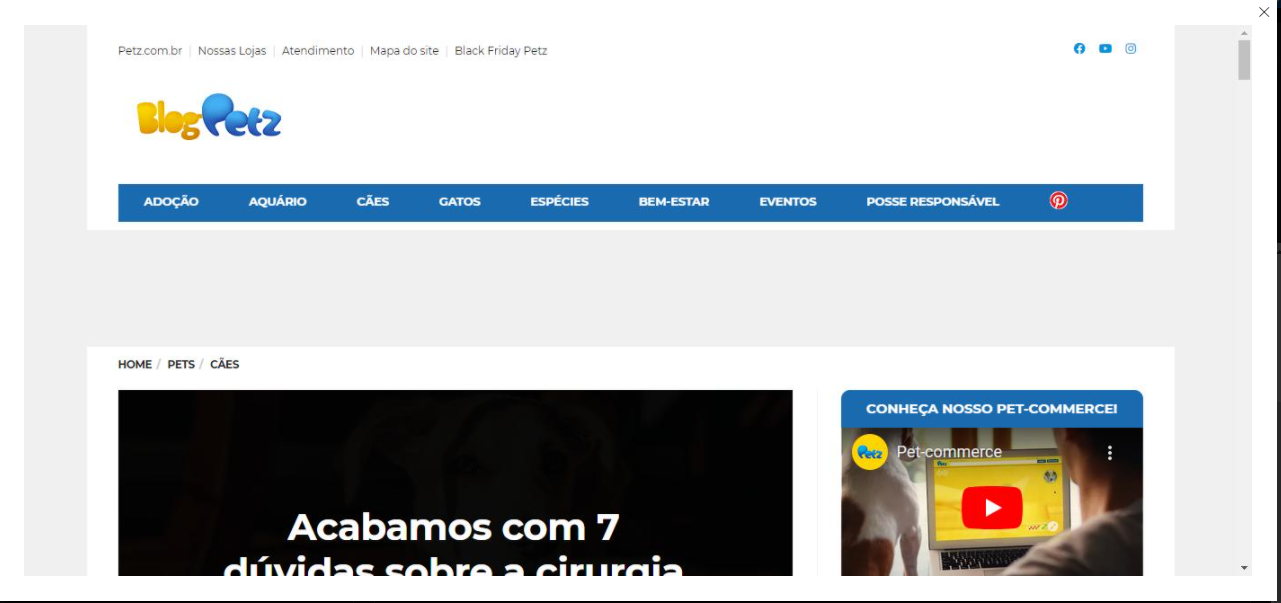 Petz.com.br | Nossas Lojas | Atendimento | Mapa do site | Black Friday Petz
Blog Petz
ADOÇÃO AQUÁRIO CÃES GATOS ESPÉCIES BEM-ESTAR EVENTOS POSSE RESPONSÁVEL
HOME / PETS / CÃES
Acabamos com 7
dúvidas sobre a cirurgia
CONHEÇA NOSSO PET-COMMERCE!
Petz Pet-commerce